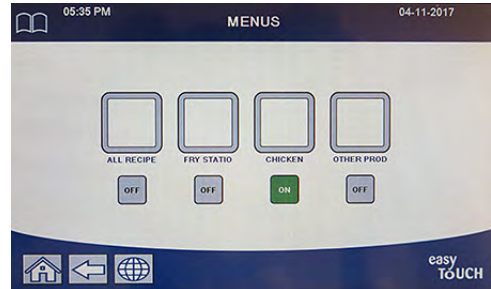 05:35 PM
MENUS
04-11-2017
ALL RECIPE
FRY STATIO
CHICKEN
OTHER PROD
OFF
OFF
ON
OFF
easy
TOUCH